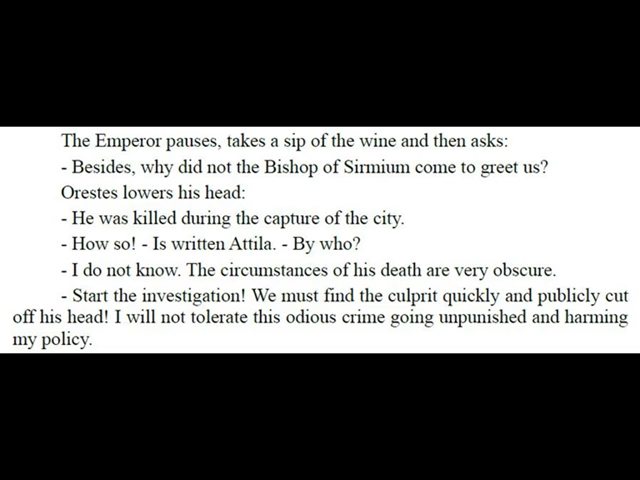 The Emperor pauses, takes a sip of the wine and then asks:
- Besides, why did not the Bishop of Sirmium come to greet us?
Orestes lowers his head:
- He was killed during the capture of the city.
- How so! - Is written Attila. - By who?
- I do not know. The circumstances of his death are very obscure.
- Start the investigation! We must find the culprit quickly and publicly cut
off his head! I will not tolerate this odious crime going unpunished and harming
my policy.